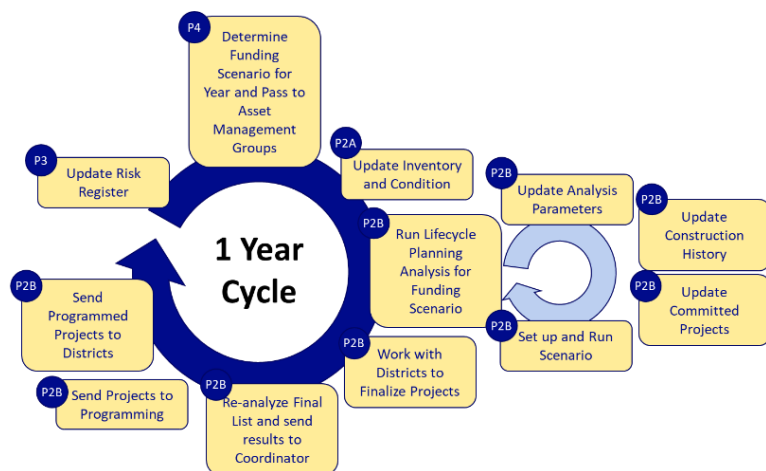 P4
Determine
Funding
Scenario for
Year and Pass to
Asset
Management
Groups
P3
Update Risk
Register
P2A
Update Inventory
and Condition
P2B
Update Analysis
Parameters
P2B
Update
Construction
History
P2B
Run Lifecycle
Planning
Analysis for
Funding
Scenario
1 Year
Cycle
P2B
Update
Committed
Projects
P2B
Send
Programmed
Projects to
Districts
P2B
Set up and Run
Scenario
P2B
Work with
Districts to
Finalize Projects
P2B
Send Projects to
Programming
P2B
Re-analyze Final
List and send
results to
Coordinator